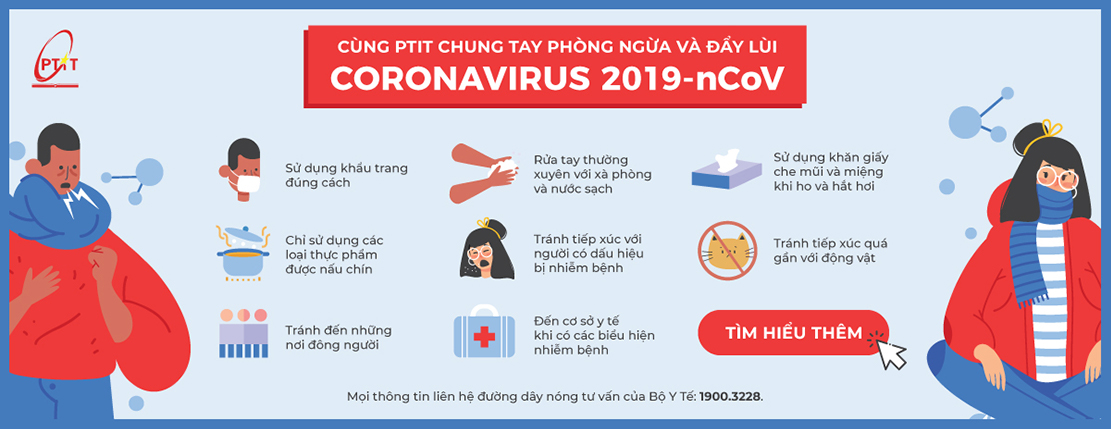 PTIT
CÙNG PTIT CHUNG TAY PHÒNG NGỪA VÀ ĐẨY LÙI
CORONAVIRUS 2019-nCoV
Sử dụng khẩu trang
đúng cách
Rửa tay thường
xuyên với xà phòng
và nước sạch
Sử dụng khăn giấy
che mũi và miệng
khi ho và hắt hơi
Chỉ sử dụng các
loại thực phẩm
được nấu chín
Tránh tiếp xúc với
người có dấu hiệu
bị nhiễm bệnh
Tránh tiếp xúc quá
gần với động vật
Tránh đến những
nơi đông người
Đến cơ sở y tế
khi có các biểu hiện
nhiễm bệnh
TÌM HIỂU THÊM
Mọi thông tin liên hệ đường dây nóng tư vấn của Bộ Y Tế: 1900.3228.